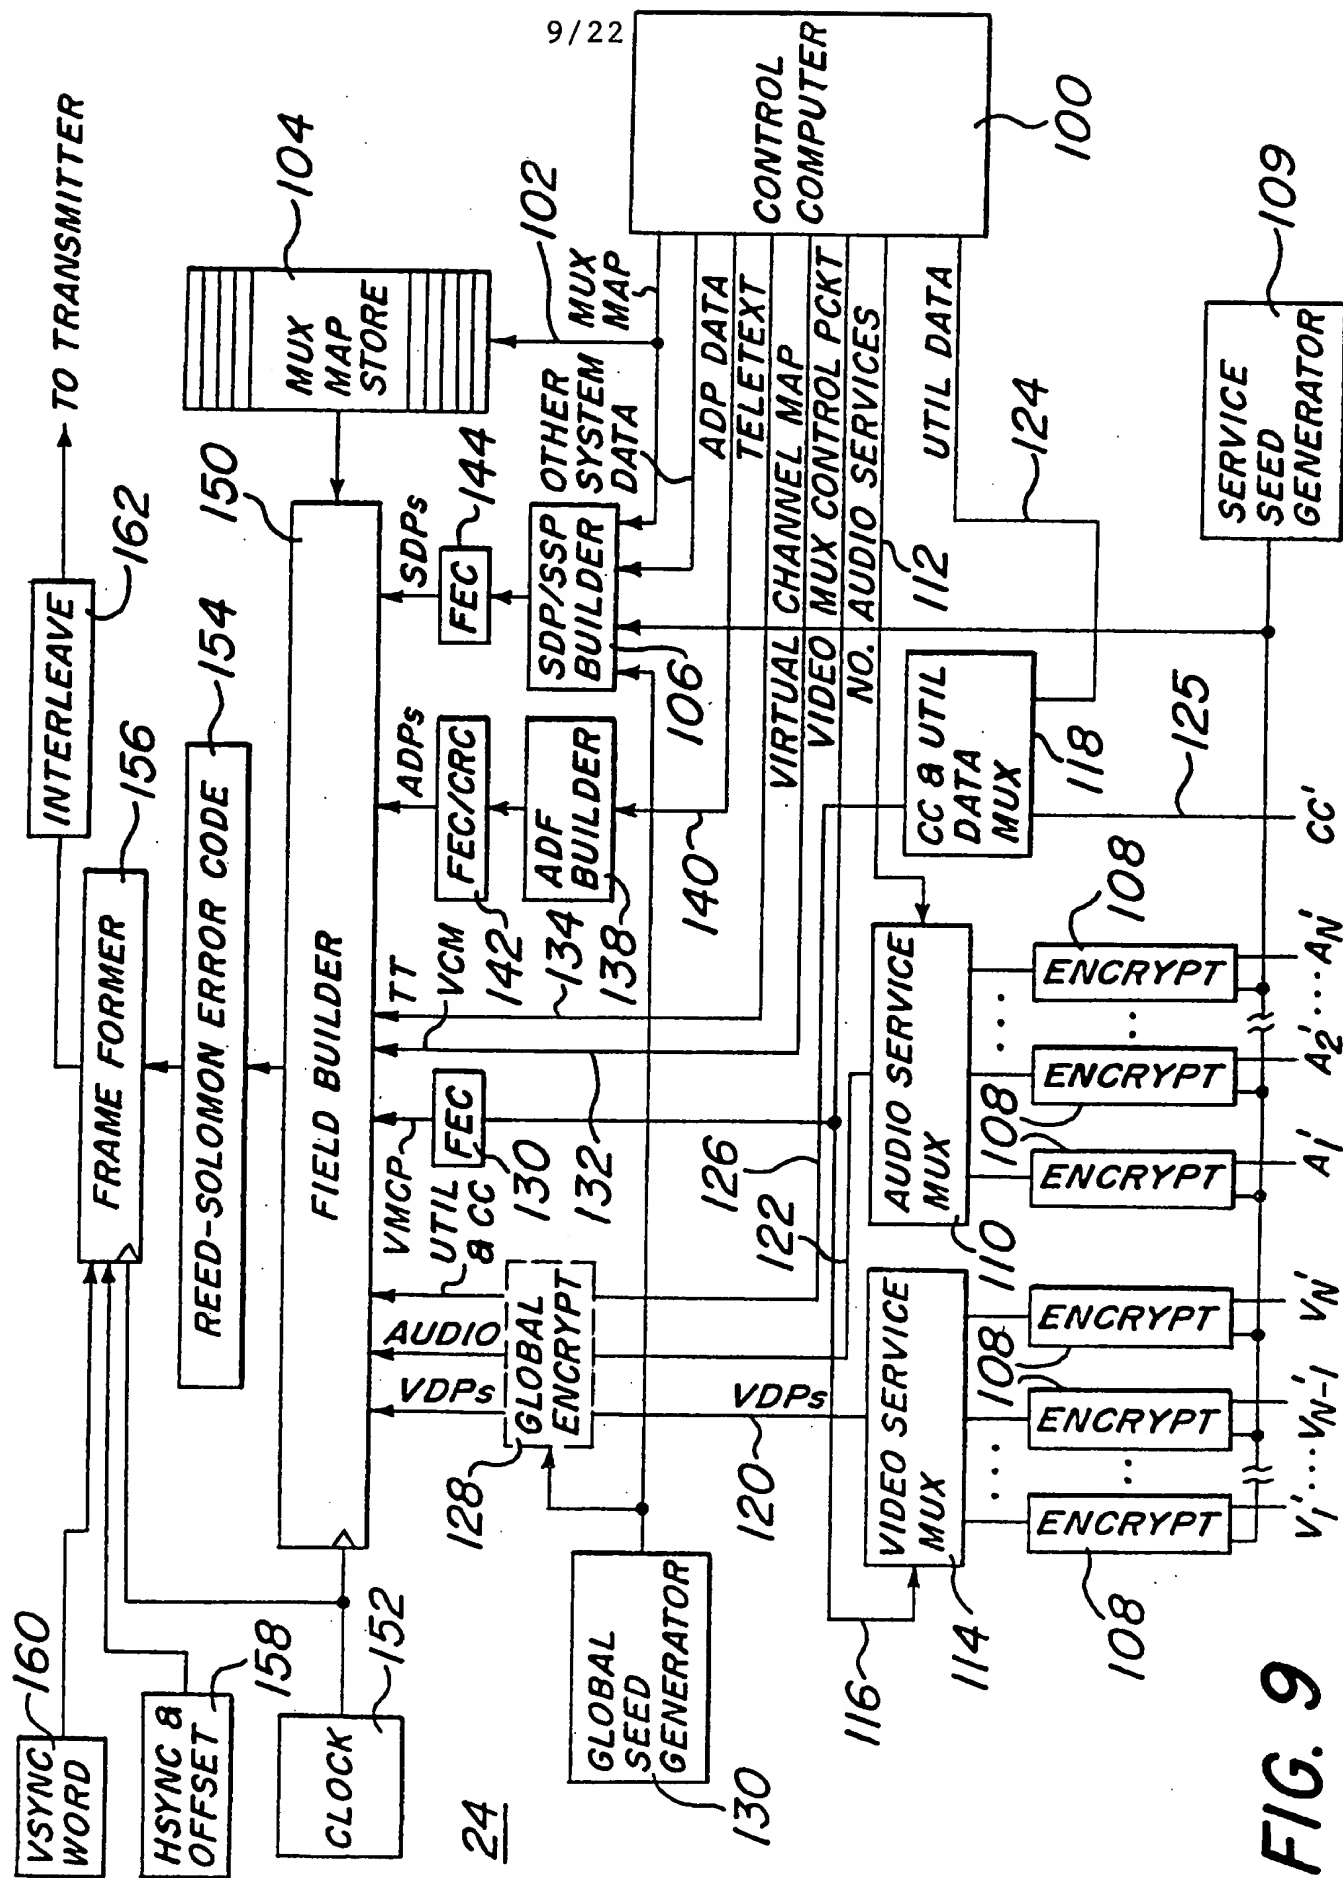 9/22
VSYNC
WORD
160
HSYNC &
OFFSET
158
CLOCK
152
24
FRAME FORMER
156
INTERLEAVE
162
TO TRANSMITTER
REED-SOLOMON ERROR CODE
154
FIELD BUILDER
150
MUX
MAP
STORE
104
VDPs
AUDIO
UTIL
& CC
VMCP
VCM
TT
ADPs
SDPs
GLOBAL
ENCRYPT
128
FEC
130
132
134
FEC/CRC
142
FEC
144
ADF
BUILDER
138
140
SDP/SSP
BUILDER
106
OTHER
SYSTEM
DATA
MUX
MAP
102
GLOBAL
SEED
GENERATOR
130
CONTROL
COMPUTER
100
ADP DATA
TELETEXT
VIRTUAL CHANNEL MAP
VIDEO MUX CONTROL PCKT
NO. AUDIO SERVICES
UTIL DATA
112
124
VDPs
120
122
126
116
VIDEO SERVICE
MUX
114
AUDIO SERVICE
MUX
110
CC & UTIL
DATA
MUX
118
125
SERVICE
SEED
GENERATOR
109
ENCRYPT
ENCRYPT
ENCRYPT
ENCRYPT
ENCRYPT
ENCRYPT
108
108
108
108
V1'....VN-1' VN' A1' A2'....AN' CC'
FIG. 9